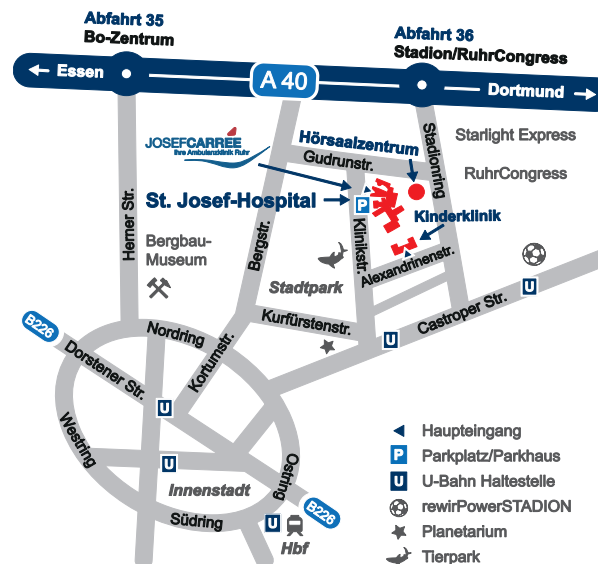 Abfahrt 35
Bo-Zentrum
Abfahrt 36
Stadion/RuhrCongress
Essen
A 40
Dortmund
JOSEFCARRÉE
Ihre Ambulanzklinik Ruhr
Hörsaalzentrum
Gudrunstr.
Stadionring
Starlight Express
RuhrCongress
St. Josef-Hospital
P
Kinderklinik
Herner Str.
Bergstr.
Klinikstr.
Bergbau-
Museum
Stadtpark
Alexandrinenstr.
U
B226
Nordring
Kurfürstenstr.
Castroper Str.
U
Dorstener Str.
Kortumstr.
U
Westring
U
Innenstadt
Ostring
Südring
U
Hbf
B226
Haupteingang
P Parkplatz/Parkhaus
U U-Bahn Haltestelle
rewirPowerSTADION
Planetarium
Tierpark